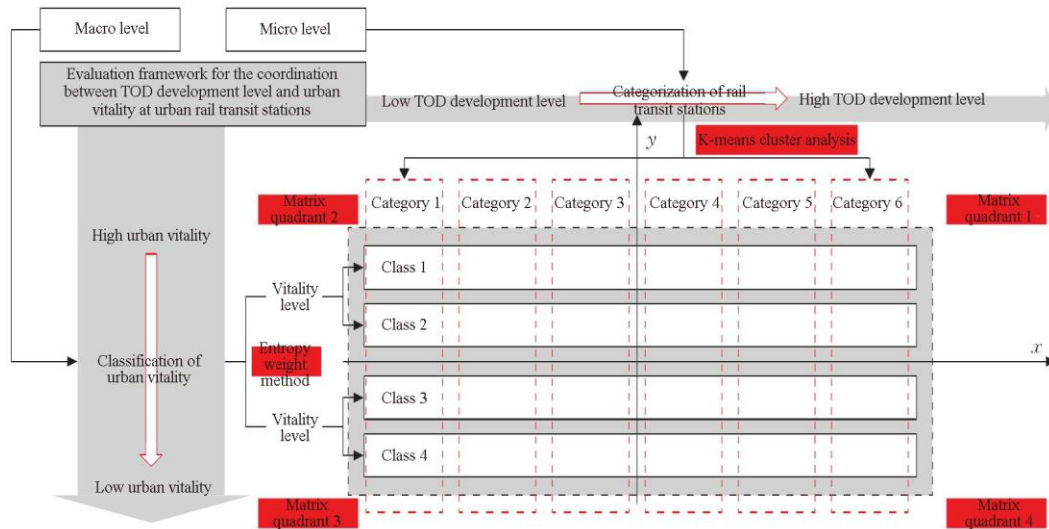 Macro level
Micro level
Evaluation framework for the coordination
between TOD development level and urban
vitality at urban rail transit stations
Low TOD development level
Categorization of rail
transit stations
High TOD development level
y
K-means cluster analysis
Matrix
quadrant 2
Category 1
Category 2
Category 3
Category 4
Category 5
Category 6
Matrix
quadrant 1
High urban vitality
Class 1
Vitality
level
Class 2
Classification of
urban vitality
Entropy
weight
method
x
Class 3
Vitality
level
Class 4
Low urban vitality
Matrix
quadrant 3
Matrix
quadrant 4